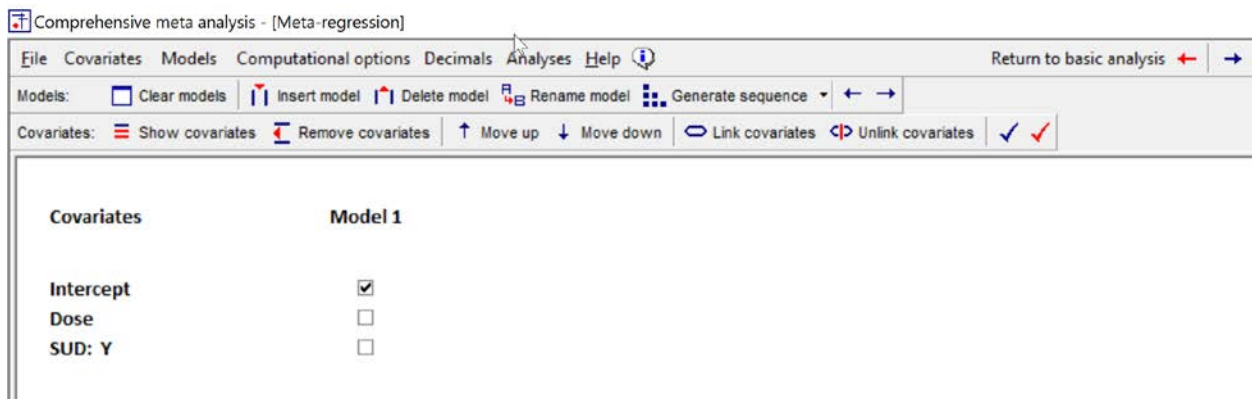 Comprehensive meta analysis - [Meta-regression]
File Covariates Models Computational options Decimals Analyses Help Return to basic analysis
Models: Clear models Insert model Delete model Rename model Generate sequence
Covariates: Show covariates Remove covariates Move up Move down Link covariates Unlink covariates
Covariates Model 1
Intercept
Dose
SUD: Y